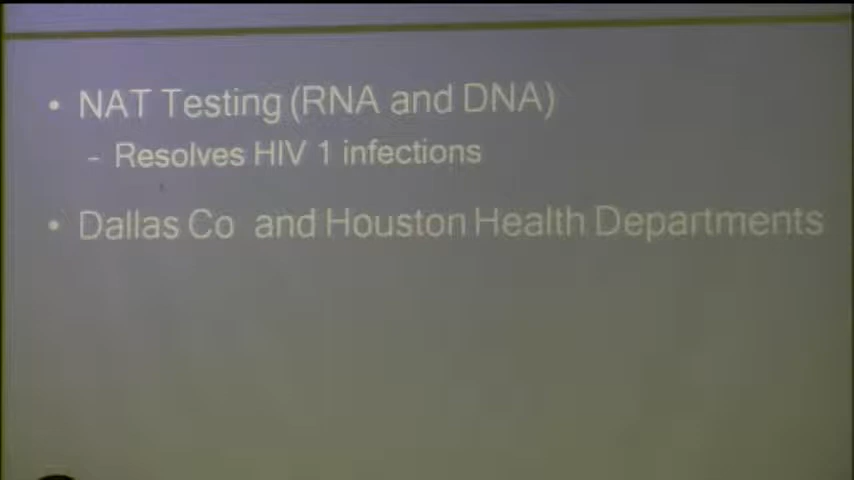 • NAT Testing (RNA and DNA)
- Resolves HIV 1 infections
• Dallas Co and Houston Health Departments